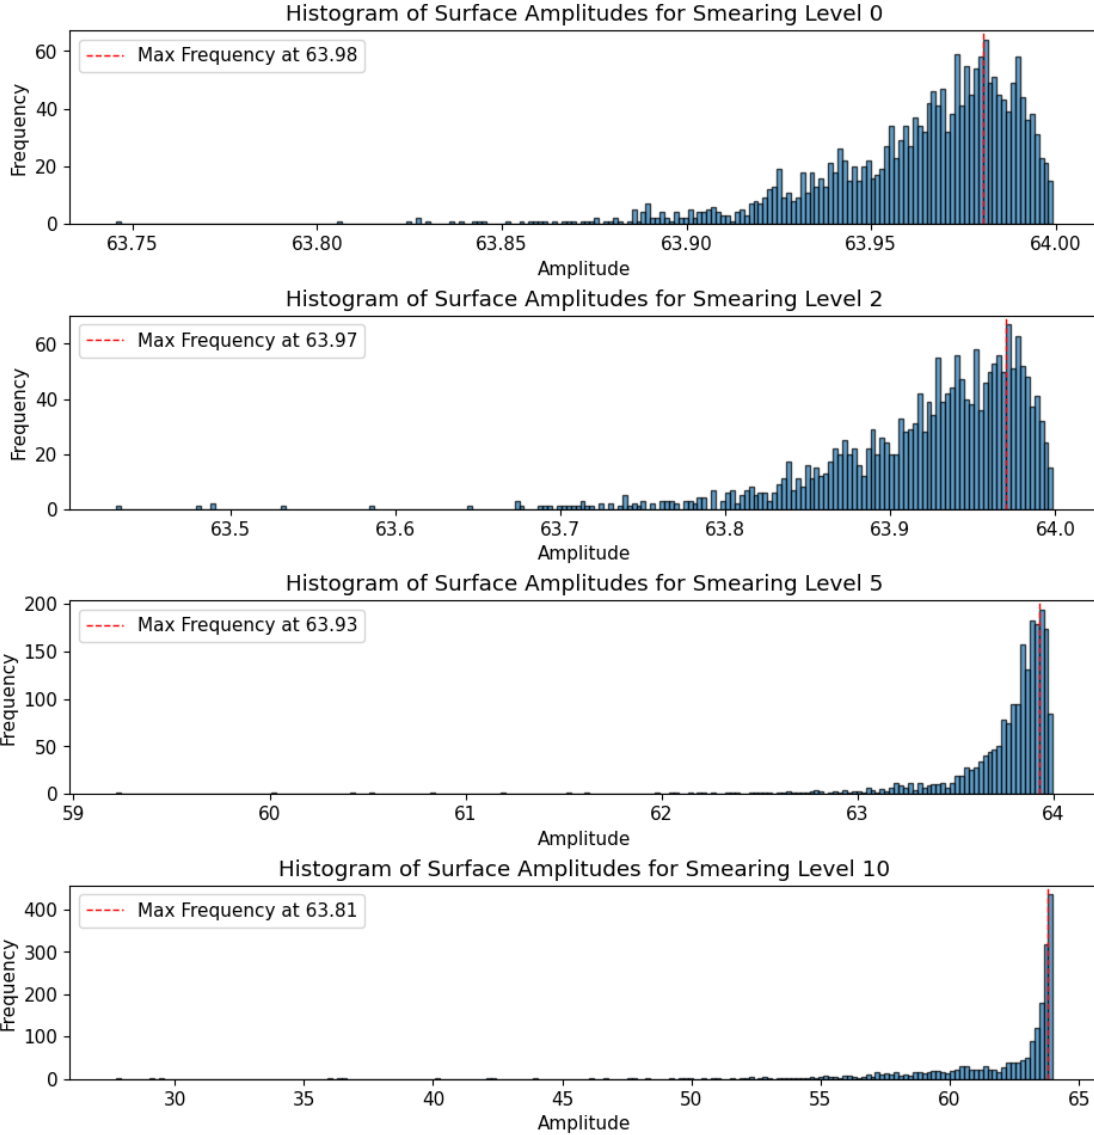 Histogram of Surface Amplitudes for Smearing Level 0
Max Frequency at 63.98
Frequency
60
40
20
0
63.75 63.80 63.85 63.90 63.95 64.00
Amplitude
Histogram of Surface Amplitudes for Smearing Level 2
Max Frequency at 63.97
Frequency
60
40
20
0
63.5 63.6 63.7 63.8 63.9 64.0
Amplitude
Histogram of Surface Amplitudes for Smearing Level 5
Max Frequency at 63.93
Frequency
200
150
100
50
0
59 60 61 62 63 64
Amplitude
Histogram of Surface Amplitudes for Smearing Level 10
Max Frequency at 63.81
Frequency
400
300
200
100
0
30 35 40 45 50 55 60 65
Amplitude